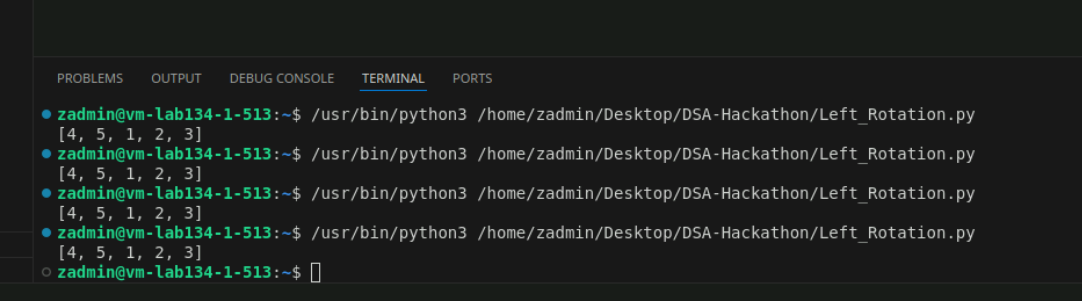 PROBLEMS OUTPUT DEBUG CONSOLE TERMINAL PORTS
zadmin@vm-lab134-1-513:~$ /usr/bin/python3 /home/zadmin/Desktop/DSA-Hackathon/Left_Rotation.py
[4, 5, 1, 2, 3]
zadmin@vm-lab134-1-513:~$ /usr/bin/python3 /home/zadmin/Desktop/DSA-Hackathon/Left_Rotation.py
[4, 5, 1, 2, 3]
zadmin@vm-lab134-1-513:~$ /usr/bin/python3 /home/zadmin/Desktop/DSA-Hackathon/Left_Rotation.py
[4, 5, 1, 2, 3]
zadmin@vm-lab134-1-513:~$ /usr/bin/python3 /home/zadmin/Desktop/DSA-Hackathon/Left_Rotation.py
[4, 5, 1, 2, 3]
zadmin@vm-lab134-1-513:~$